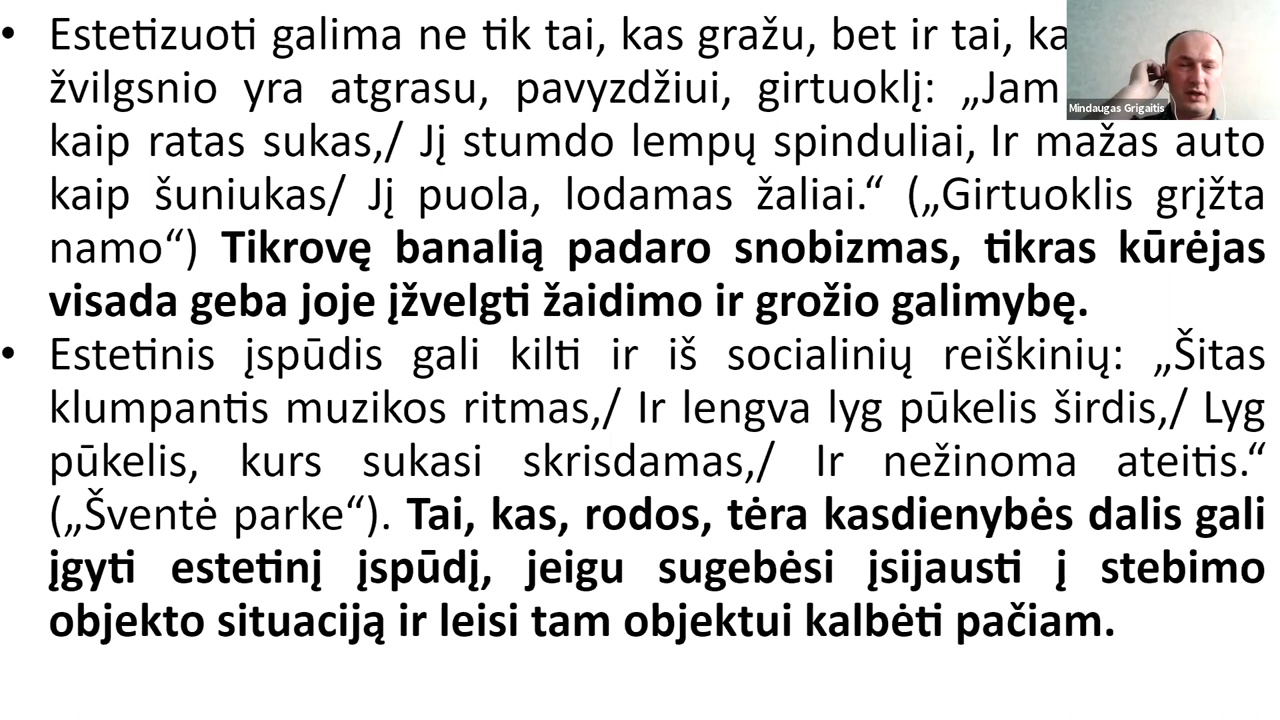 • Estetizuoti galima ne tik tai, kas gražu, bet ir tai,
žvilgsnio yra atgrasu, pavyzdžiui, girtuoklį: „Jam
kaip ratas sukas,/ Jį stumdo lempų spinduliai, Ir mažas auto
kaip šuniukas/ Jį puola, lodamas žaliai.“ („Girtuoklis grįžta
namo“) Tikrovę banalią padaro snobizmas, tikras kūrėjas
visada geba joje įžvelgti žaidimo ir grožio galimybę.
• Estetinis įspūdis gali kilti ir iš socialinių reiškinių: „Šitas
klumpantis muzikos ritmas,/ Ir lengva lyg pūkelis širdis,/ Lyg
pūkelis, kurs sukasi skrisdamas,/ Ir nežinoma ateitis.“
(„Šventė parke“). Tai, kas, rodos, tėra kasdienybės dalis gali
įgyti estetinį įspūdį, jeigu sugebėsi įsijausti į stebimo
objekto situaciją ir leisi tam objektui kalbėti pačiam.
Mindaugas Grigaitis